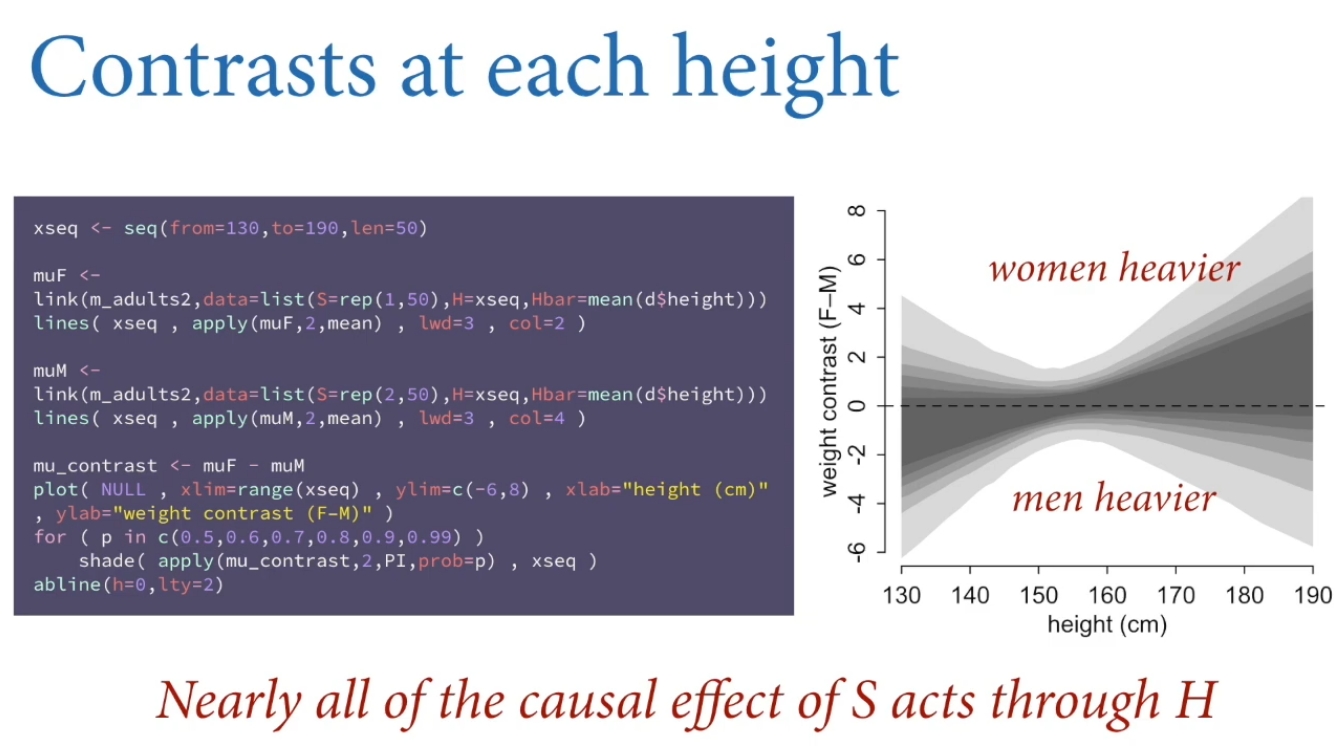 Contrasts at each height
xseq <- seq(from=130,to=190,len=50)
muF <-
link(m_adults2,data=list(S=rep(1,50),H=xseq,Hbar=mean(d$height)))
lines( xseq , apply(muF,2,mean) , lwd=3 , col=2 )
muM <-
link(m_adults2,data=list(S=rep(2,50),H=xseq,Hbar=mean(d$height)))
lines( xseq , apply(muM,2,mean) , lwd=3 , col=4 )
mu_contrast <- muF - muM
plot( NULL , xlim=range(xseq) , ylim=c(-6,8) , xlab="height (cm)"
, ylab="weight contrast (F-M)" )
for ( p in c(0.5,0.6,0.7,0.8,0.9,0.99) )
shade( apply(mu_contrast,2,PI,prob=p) , xseq )
abline(h=0,lty=2)
weight contrast (F-M)
8
6
4
2
0
-2
-4
-6
women heavier
men heavier
130 140 150 160 170 180 190
height (cm)
Nearly all of the causal effect of S acts through H